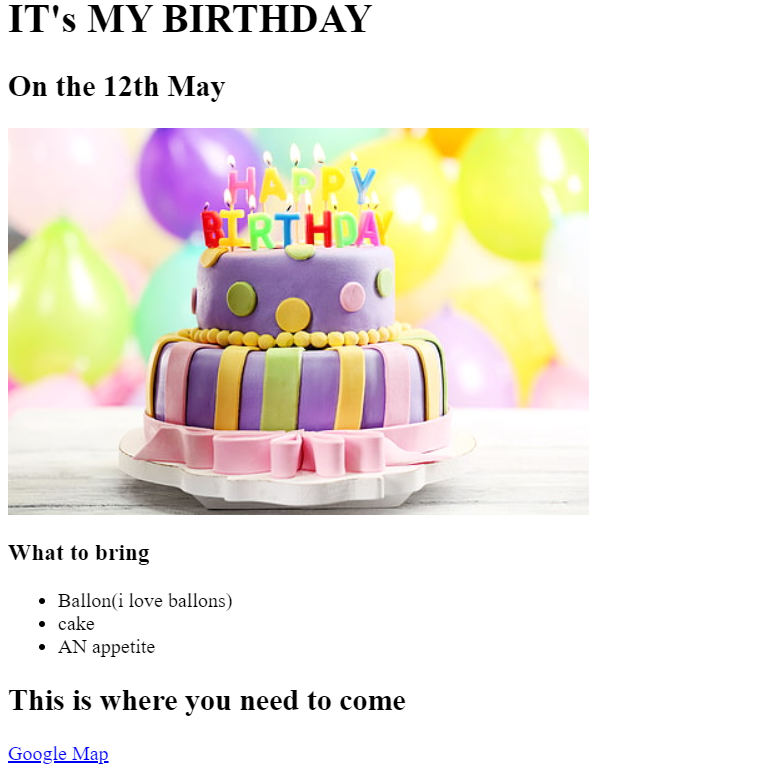 IT's MY BIRTHDAY
On the 12th May
HAPPY
BIRTHDAY
What to bring
Ballon(i love ballons)
cake
AN appetite
This is where you need to come
Google Map